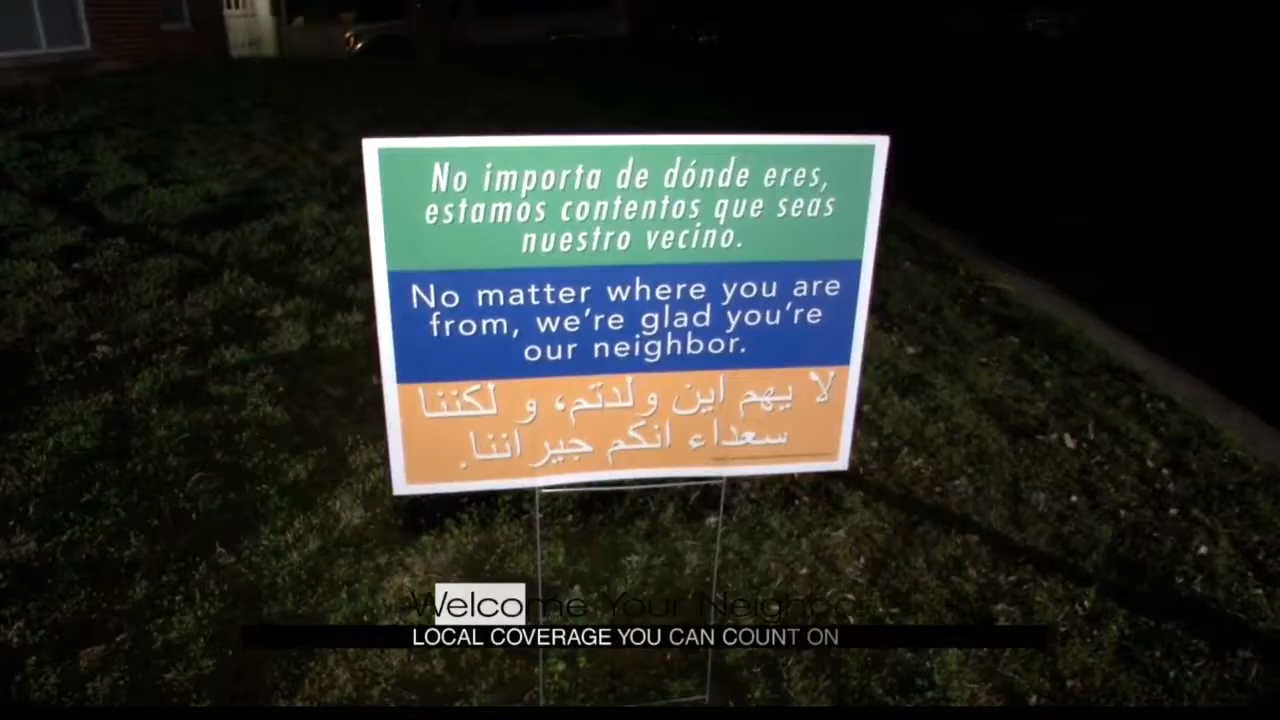 No importa de dónde eres,
estamos contentos que seas
nuestro vecino.
No matter where you are
from, we're glad you're
our neighbor.
لا يهم اين ولدتم، و لكننا
سعداء انكم جيراننا.
Welcome Your Neighbor
LOCAL COVERAGE YOU CAN COUNT ON